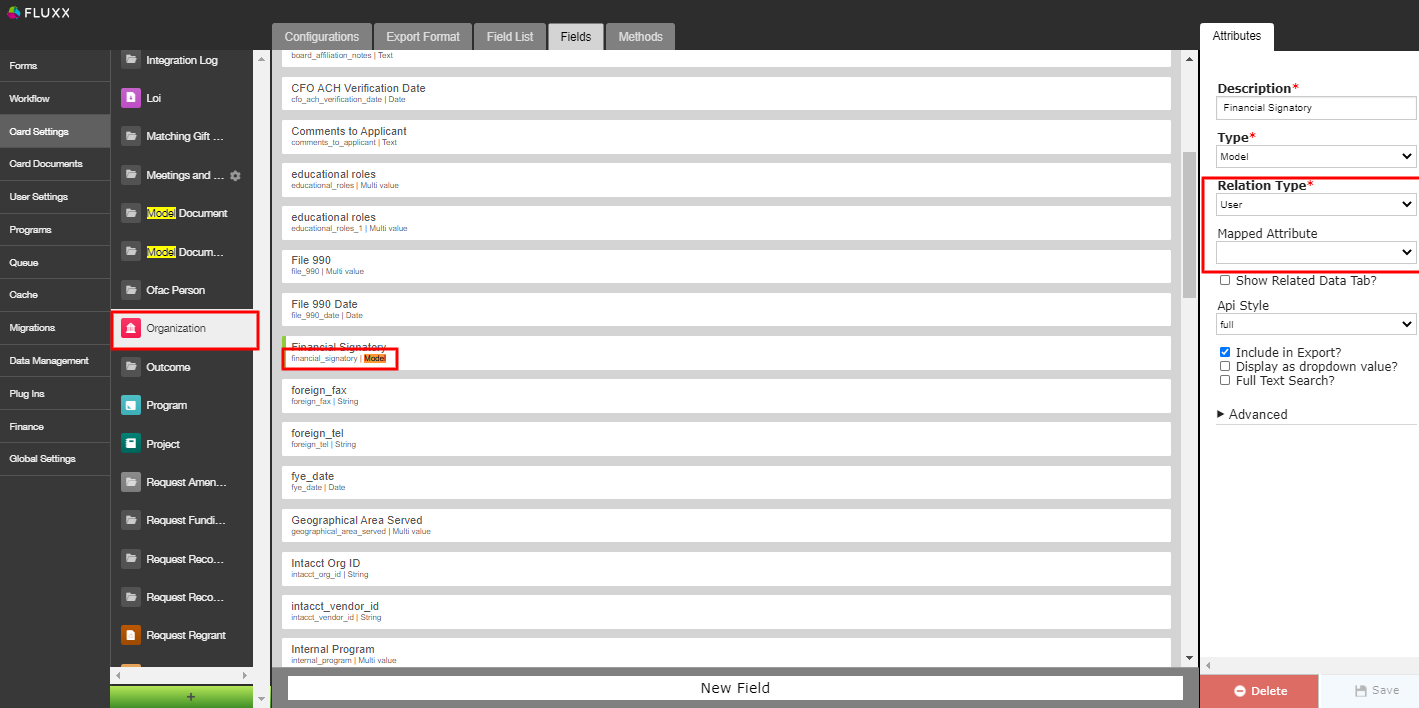 FLUXX
Forms
Workflow
Card Settings
Card Documents
User Settings
Programs
Queue
Cache
Migrations
Data Management
Plug Ins
Finance
Global Settings
Integration Log
Loi
Matching Gift ...
Meetings and ...
Model Document
Model Docum...
Ofac Person
Organization
Outcome
Program
Project
Request Amen...
Request Fundi...
Request Reco...
Request Reco...
Request Regrant
+
Configurations
Export Format
Field List
Fields
Methods
board_affiliation_notes | Text
CFO ACH Verification Date
cfo_ach_verification_date | Date
Comments to Applicant
comments_to_applicant | Text
educational roles
educational_roles | Multi value
educational roles
educational_roles_1 | Multi value
File 990
file_990 | Multi value
File 990 Date
file_990_date | Date
Financial Signatory
financial_signatory | Model
foreign_fax
foreign_fax | String
foreign_tel
foreign_tel | String
fye_date
fye_date | Date
Geographical Area Served
geographical_area_served | Multi value
Intacct Org ID
intacct_org_id | String
intacct_vendor_id
intacct_vendor_id | String
Internal Program
internal_program | Multi value
New Field
Attributes
Description*
Financial Signatory
Type*
Model
Relation Type*
User
Mapped Attribute
Show Related Data Tab?
Api Style
full
Include in Export?
Display as dropdown value?
Full Text Search?
Advanced
Delete
Save